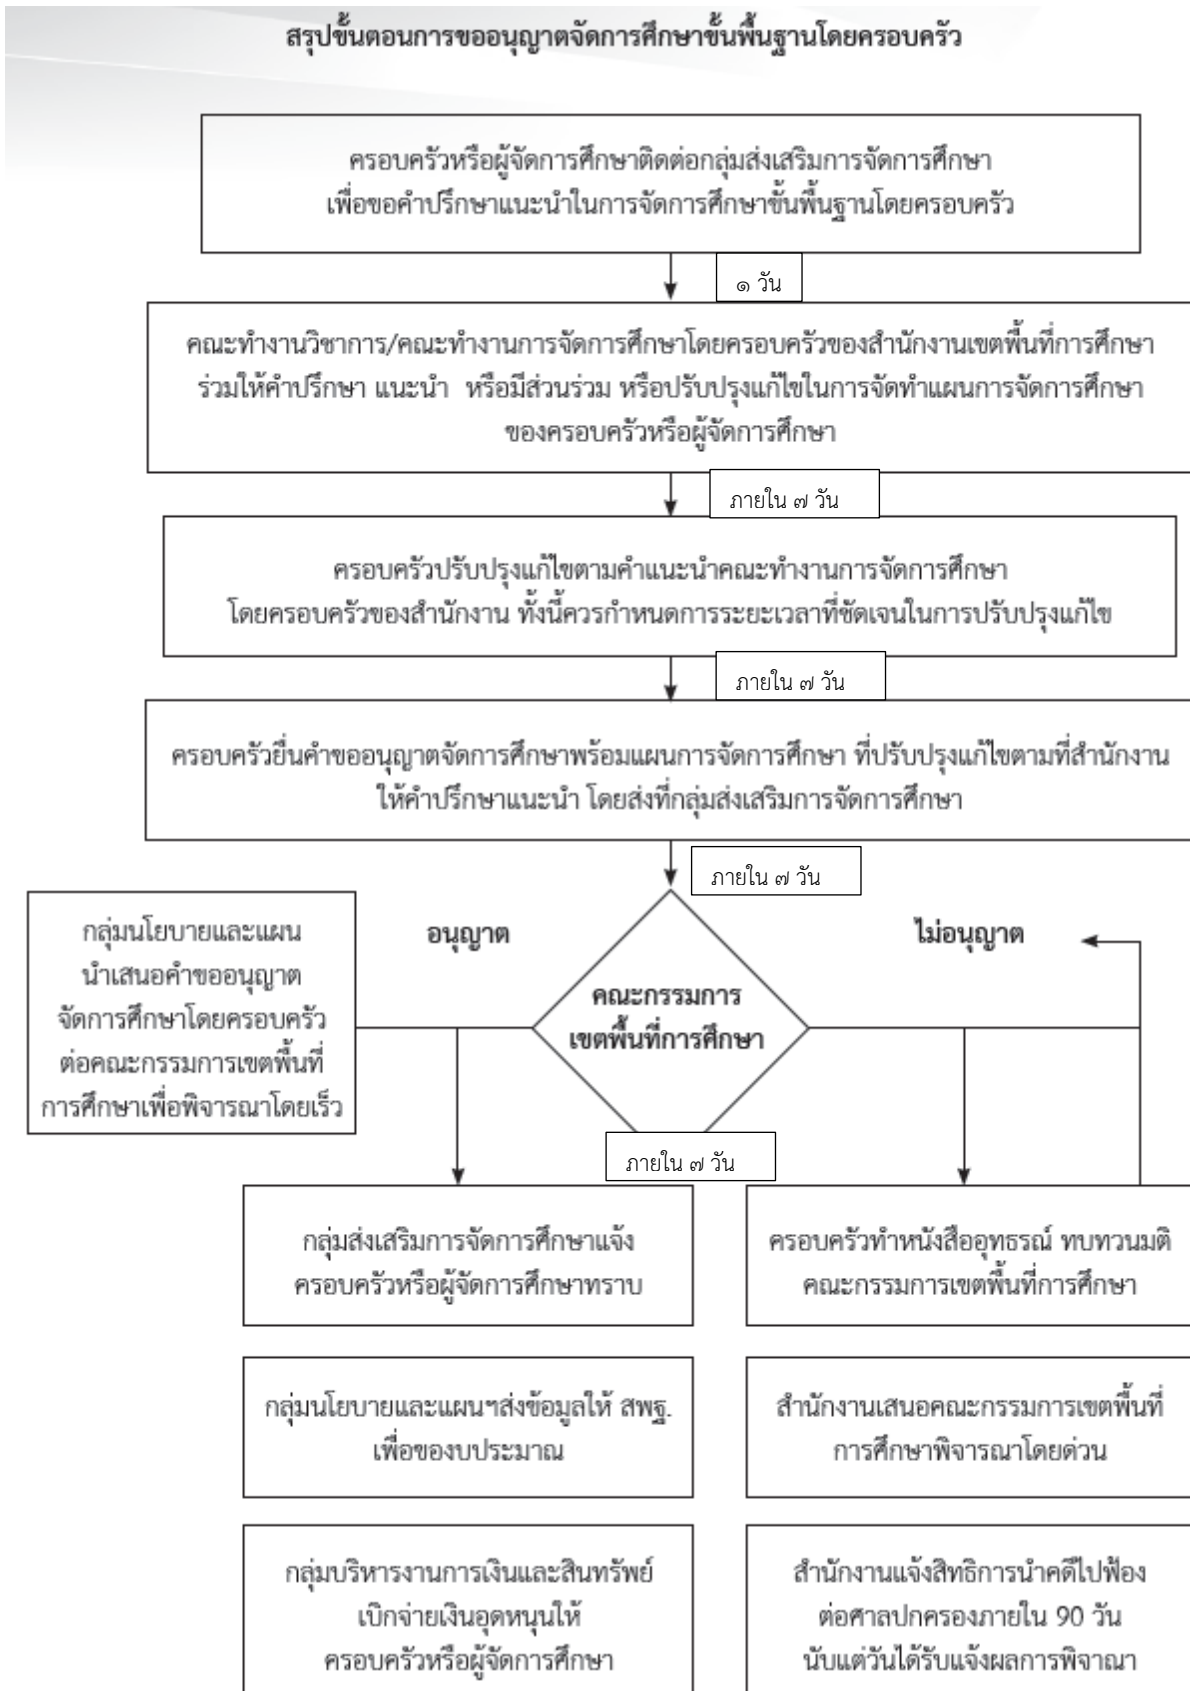 สรุปขั้นตอนการขออนุญาตจัดการศึกษาขั้นพื้นฐานโดยครอบครัว
ครอบครัวหรือผู้จัดการศึกษาติดต่อกลุ่มส่งเสริมการจัดการศึกษา
เพื่อขอคำปรึกษาแนะนำในการจัดการศึกษาขั้นพื้นฐานโดยครอบครัว
๑ วัน
คณะทำงานวิชาการ/คณะทำงานการจัดการศึกษาโดยครอบครัวของสำนักงานเขตพื้นที่การศึกษา
ร่วมให้คำปรึกษา แนะนำ หรือมีส่วนร่วม หรือปรับปรุงแก้ไขในการจัดทำแผนการจัดการศึกษา
ของครอบครัวหรือผู้จัดการศึกษา
ภายใน ๗ วัน
ครอบครัวปรับปรุงแก้ไขตามคำแนะนำคณะทำงานการจัดการศึกษา
โดยครอบครัวของสำนักงาน ทั้งนี้ควรกำหนดการระยะเวลาที่ชัดเจนในการปรับปรุงแก้ไข
ภายใน ๗ วัน
ครอบครัวยื่นคำขออนุญาตจัดการศึกษาพร้อมแผนการจัดการศึกษา ที่ปรับปรุงแก้ไขตามที่สำนักงาน
ให้คำปรึกษาแนะนำ โดยส่งที่กลุ่มส่งเสริมการจัดการศึกษา
ภายใน ๗ วัน
กลุ่มนโยบายและแผน
นำเสนอคำขออนุญาต
จัดการศึกษาโดยครอบครัว
ต่อคณะกรรมการเขตพื้นที่
การศึกษาเพื่อพิจารณาโดยเร็ว
อนุญาต
คณะกรรมการ
เขตพื้นที่การศึกษา
ไม่อนุญาต
ภายใน ๗ วัน
กลุ่มส่งเสริมการจัดการศึกษาแจ้ง
ครอบครัวหรือผู้จัดการศึกษาทราบ
ครอบครัวทำหนังสืออุทธรณ์ ทบทวนมติ
คณะกรรมการเขตพื้นที่การศึกษา
กลุ่มนโยบายและแผนฯส่งข้อมูลให้ สพฐ.
เพื่อของบประมาณ
สำนักงานเสนอคณะกรรมการเขตพื้นที่
การศึกษาพิจารณาโดยด่วน
กลุ่มบริหารงานการเงินและสินทรัพย์
เบิกจ่ายเงินอุดหนุนให้
ครอบครัวหรือผู้จัดการศึกษา
สำนักงานแจ้งสิทธิการนำคดีไปฟ้อง
ต่อศาลปกครองภายใน 90 วัน
นับแต่วันได้รับแจ้งผลการพิจาณา